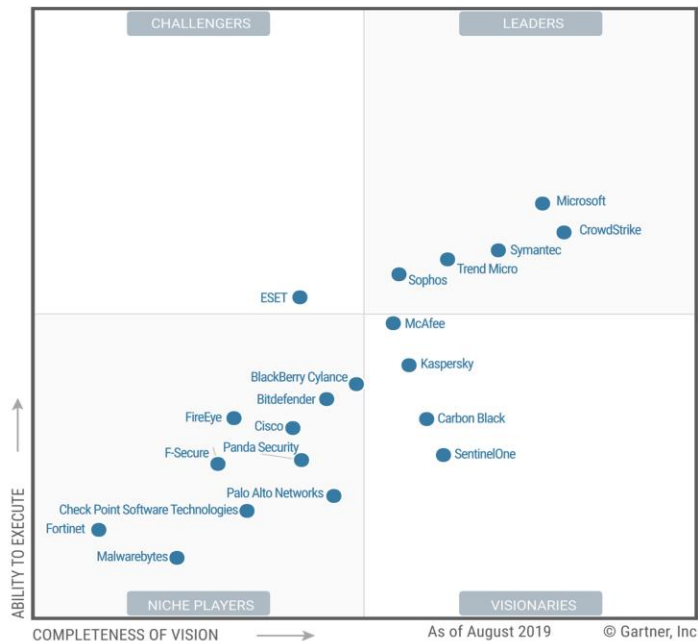 CHALLENGERS
LEADERS
Microsoft
CrowdStrike
Symantec
Trend Micro
Sophos
ESET
McAfee
Kaspersky
BlackBerry Cylance
Bitdefender
FireEye
Cisco
Carbon Black
F-Secure
Panda Security
SentinelOne
Palo Alto Networks
Check Point Software Technologies
Fortinet
Malwarebytes
ABILITY TO EXECUTE
NICHE PLAYERS
VISIONARIES
COMPLETENESS OF VISION
As of August 2019
© Gartner, Inc